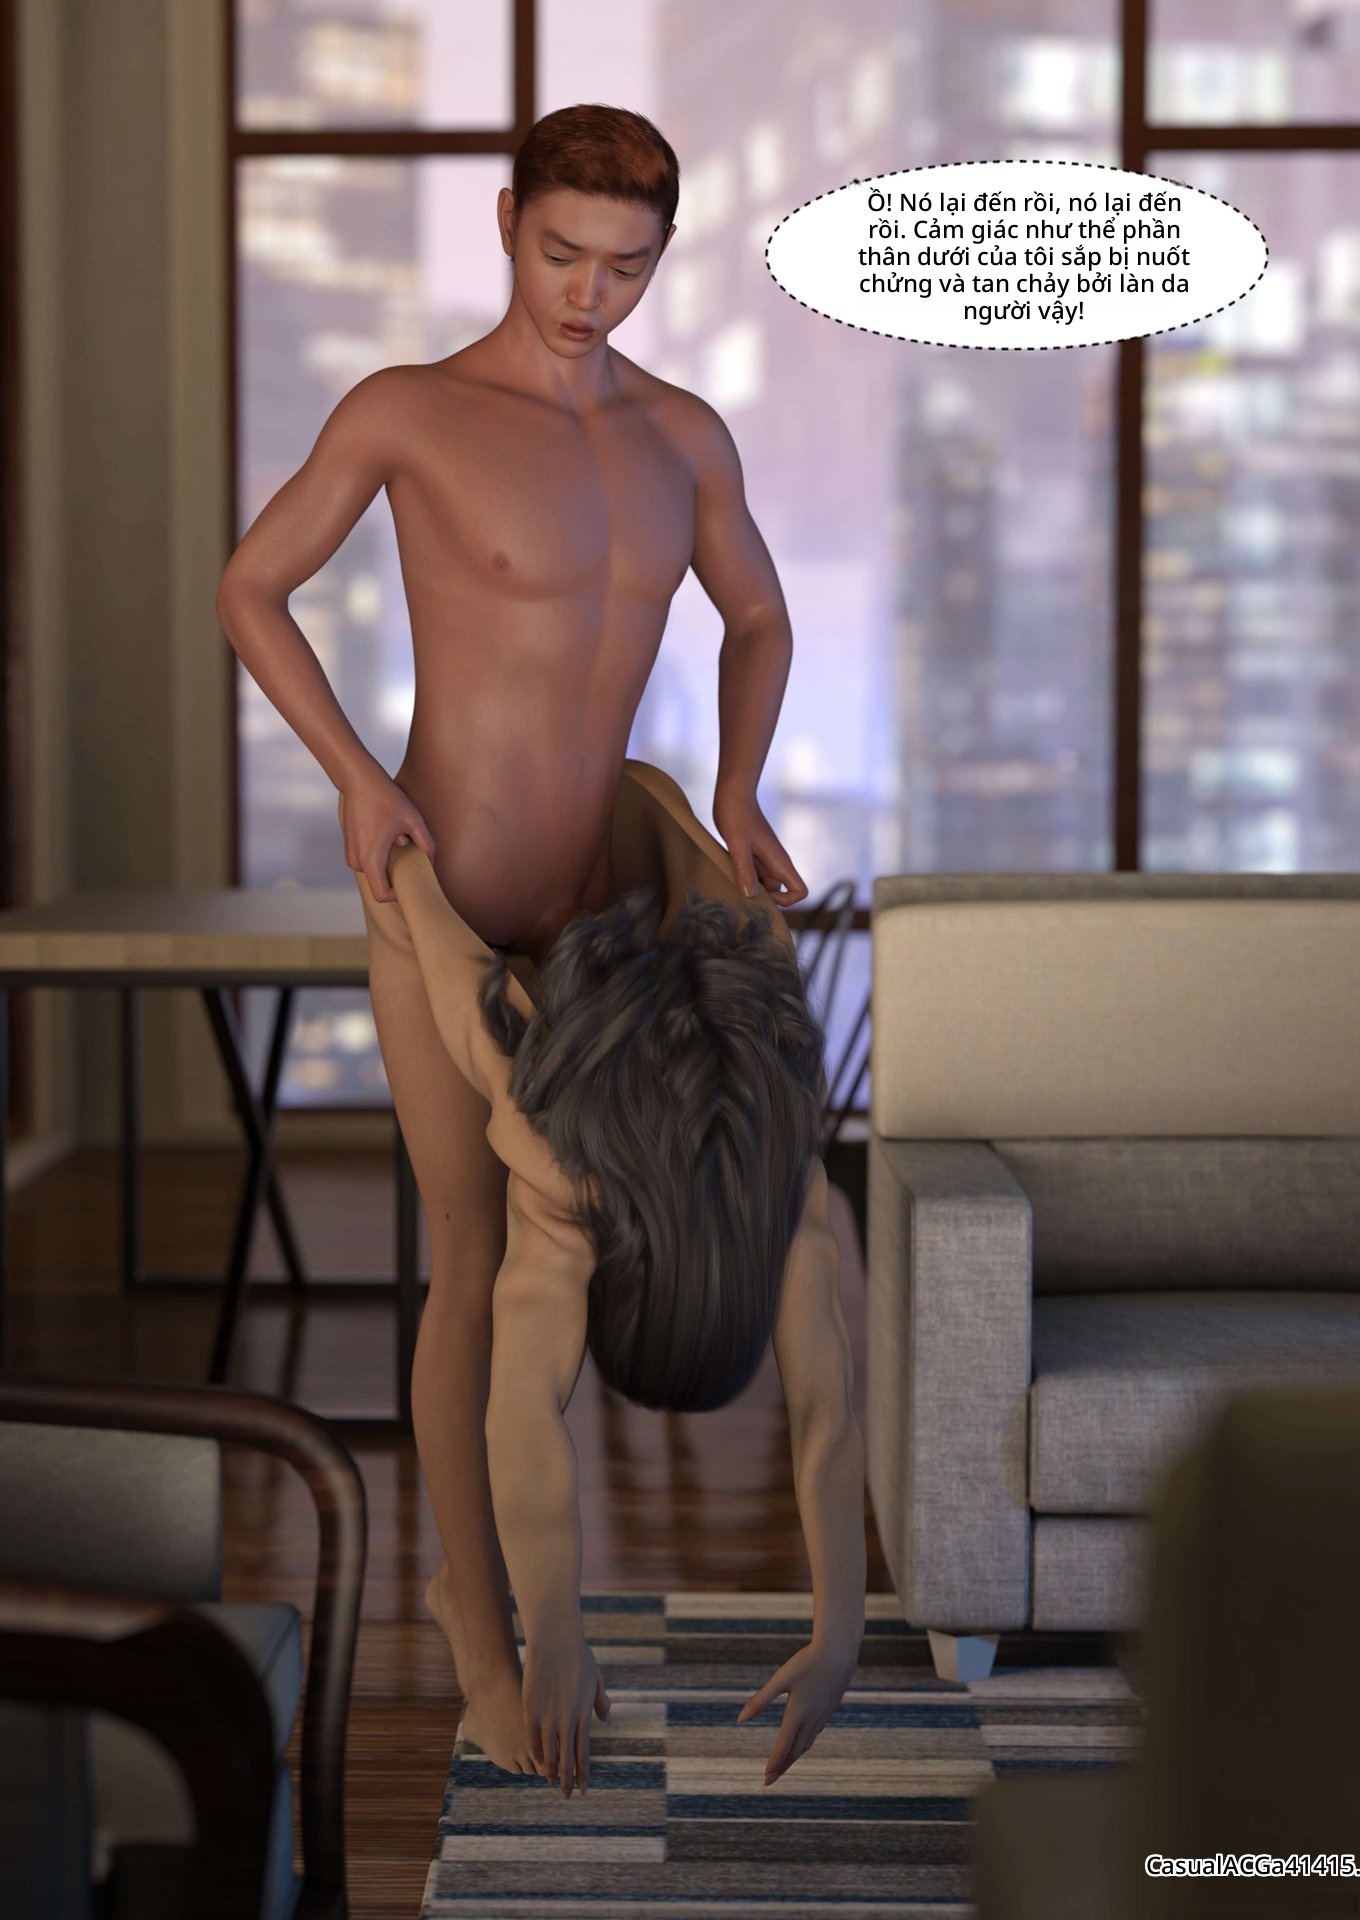 Ồ! Nó lại đến rồi, nó lại đến
rồi. Cảm giác như thể phần
thân dưới của tôi sắp bị nuốt
chửng và tan chảy bởi làn da
người vậy!
CasualACGa41415.